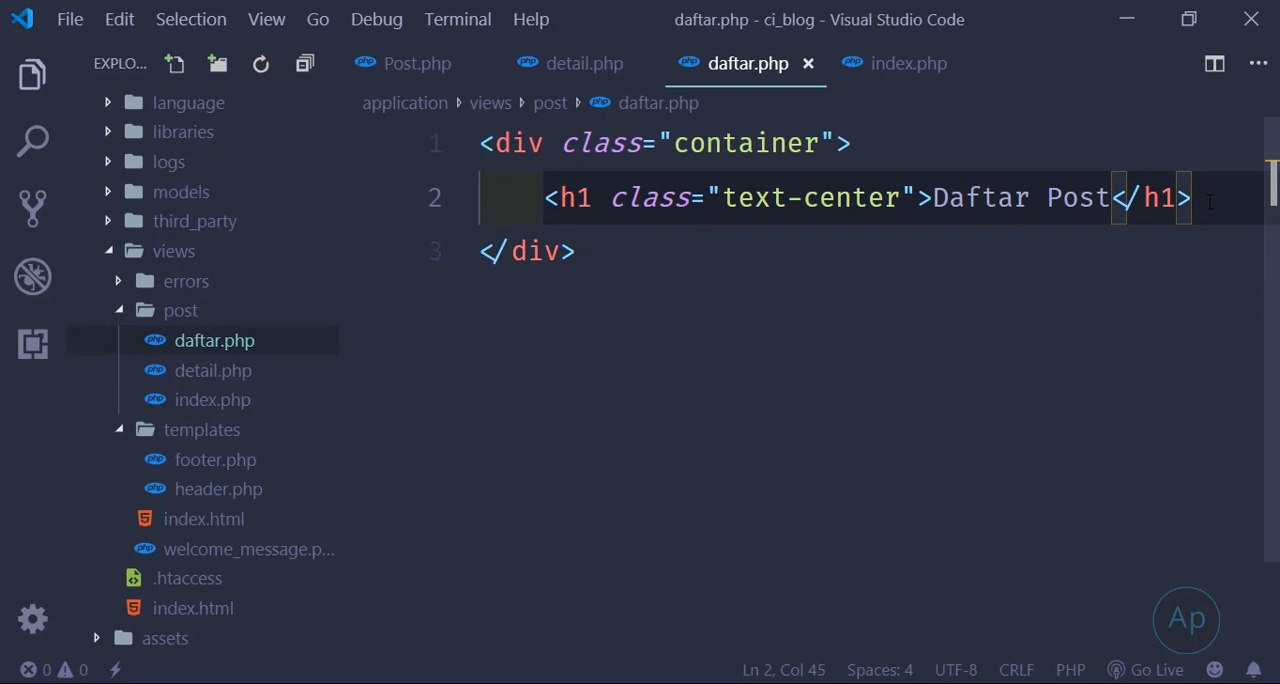 File Edit Selection View Go Debug Terminal Help daftar.php - ci_blog - Visual Studio Code
EXPLO... Post.php detail.php daftar.php index.php
application views post daftar.php
language
libraries
logs
models
third_party
views
errors
post
daftar.php
detail.php
index.php
templates
footer.php
header.php
index.html
welcome_message.p...
.htaccess
index.html
assets
1 <div class="container">
2 <h1 class="text-center">Daftar Post</h1>
3 </div>
Ap
0 0 Ln 2, Col 45 Spaces: 4 UTF-8 CRLF PHP Go Live